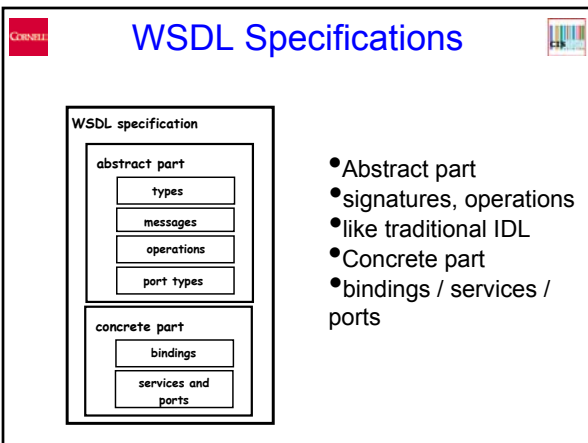 CORNELL
WSDL Specifications
CIS
WSDL specification
abstract part
types
messages
operations
port types
concrete part
bindings
services and
ports
•Abstract part
•signatures, operations
•like traditional IDL
•Concrete part
•bindings / services /
ports